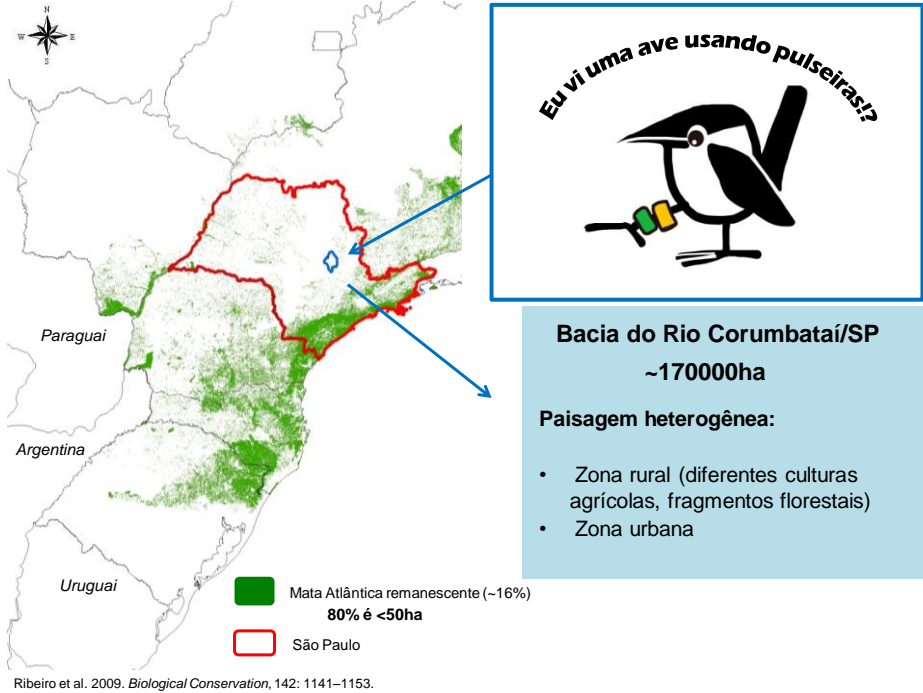 N
W E
S
Eu vi uma ave usando pulseiras!?
Paraguai
Argentina
Uruguai
Bacia do Rio Corumbataí/SP
~170000ha
Paisagem heterogênea:
• Zona rural (diferentes culturas
agrícolas, fragmentos florestais)
• Zona urbana
Mata Atlântica remanescente (~16%)
80% é <50ha
São Paulo
Ribeiro et al. 2009. Biological Conservation, 142: 1141–1153.